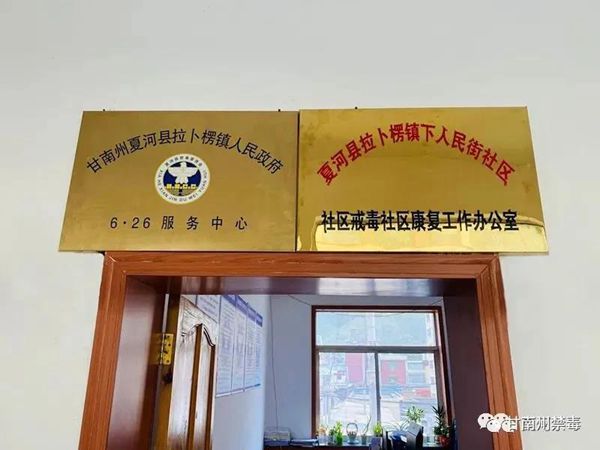 甘南州夏河县拉卜楞镇人民政府
6·26 服务中心
夏河县拉卜楞镇下人民街社区
社区戒毒社区康复工作办公室
甘南州禁毒